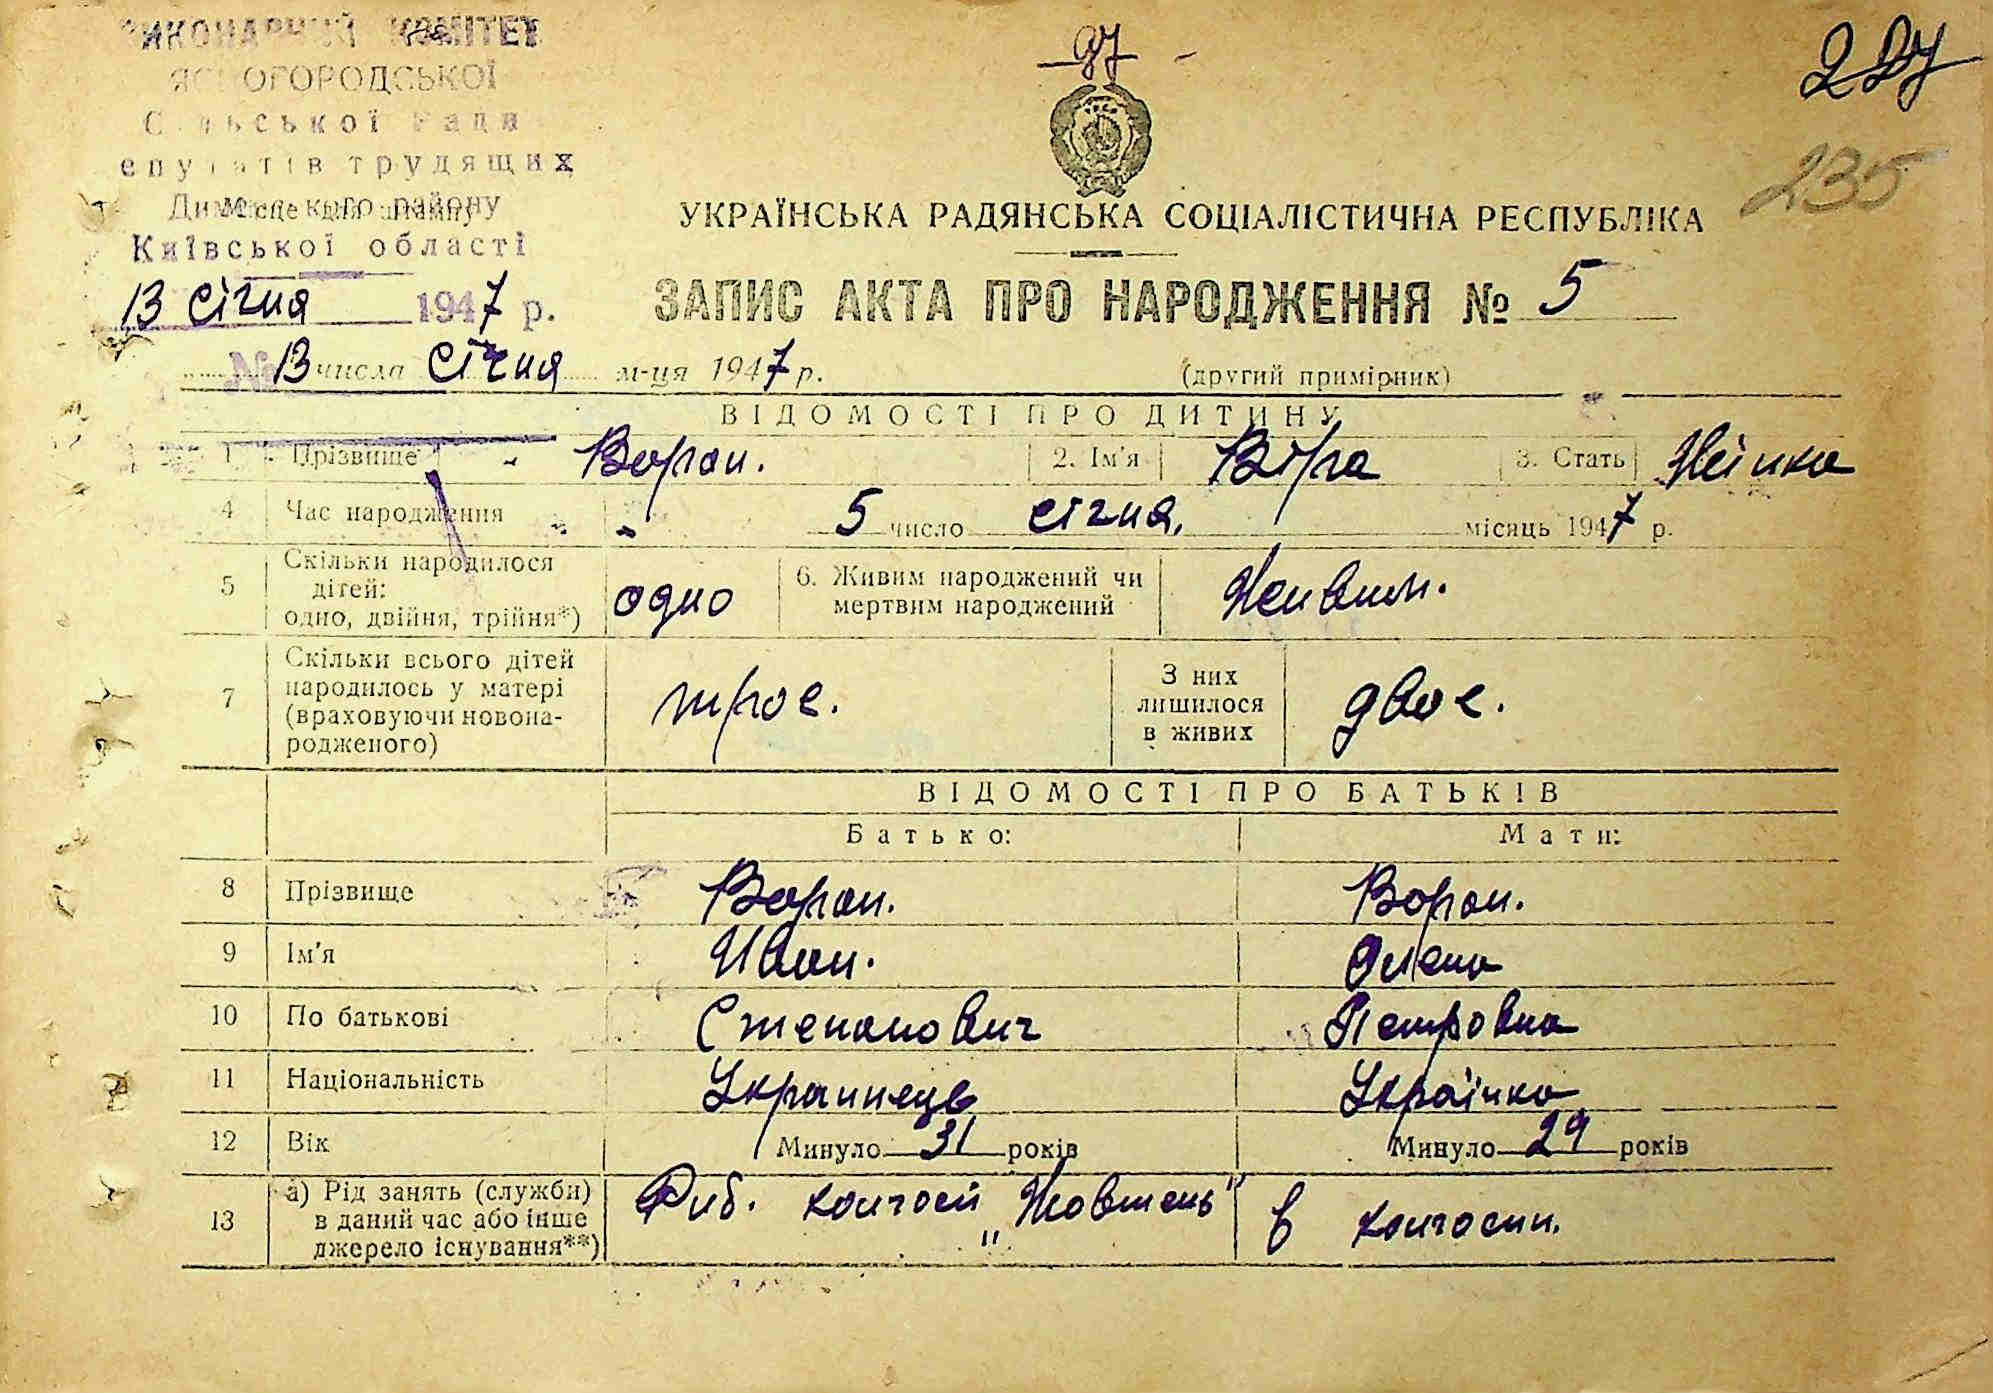 ВИКОНАВЧИЙ КОМІТЕТ
97
227
ЯСНОГОРОДСЬКОЇ
Сільської Ради
235
депутатів трудящих
Димерського району
УКРАЇНСЬКА РАДЯНСЬКА СОЦІАЛІСТИЧНА РЕСПУБЛІКА
Київської області
13 січня 1947 р.
ЗАПИС АКТА ПРО НАРОДЖЕННЯ № 5
№ 13 числа січня м-ця 1947 р. (другий примірник)
ВІДОМОСТІ ПРО ДИТИНУ
1 Прізвище Ворон. 2. Ім'я Віра 3. Стать Жінка
4 Час народження 5 число січня, місяць 1947 р.
5 Скільки народилося
дітей:
одно, двійня, трійня*) одно
6. Живим народжений чи
мертвим народжений Живим.
7 Скільки всього дітей
народилось у матері
(враховуючи новона-
родженого) троє.
З них
лишилося
в живих двоє.
ВІДОМОСТІ ПРО БАТЬКІВ
Батько: Мати:
8 Прізвище Ворон. Ворон.
9 Ім'я Иван. Олена
10 По батькові Степанович Петровна
11 Національність Украинець Українка
12 Вік Минуло 31 років Минуло 29 років
13 а) Рід занять (служби)
в даний час або інше
джерело існування**)
колгосп "Жовтень" в колгоспи.